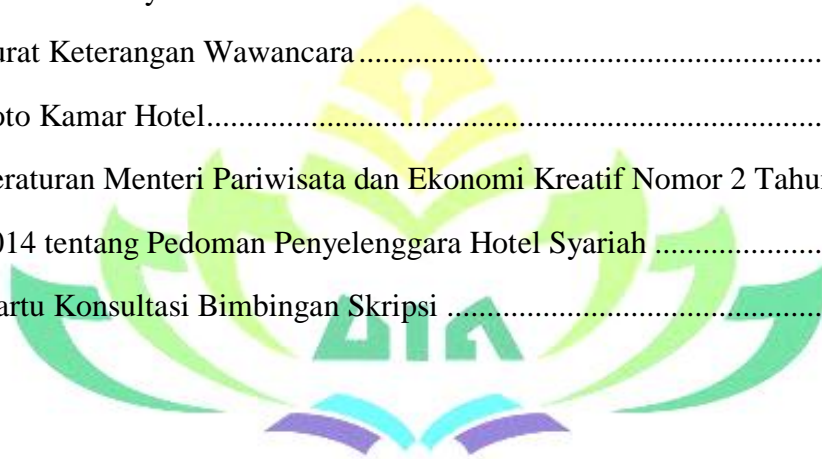 urat Keterangan Wawancara ..........................................................
oto Kamar Hotel.............................................................................
eraturan Menteri Pariwisata dan Ekonomi Kreatif Nomor 2 Tahu
014 tentang Pedoman Penyelenggara Hotel Syariah .....................
artu Konsultasi Bimbingan Skripsi ...............................................
UIN